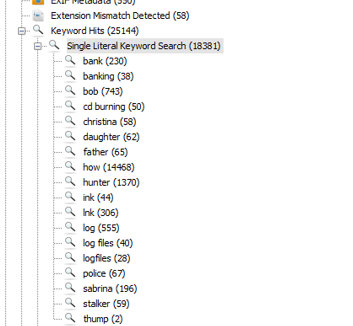 EXIF Metadata (330)
Extension Mismatch Detected (58)
Keyword Hits (25144)
Single Literal Keyword Search (18381)
bank (230)
banking (38)
bob (743)
cd burning (50)
christina (58)
daughter (62)
father (65)
how (14468)
hunter (1370)
ink (44)
lnk (306)
log (555)
log files (40)
logfiles (28)
police (67)
sabrina (196)
stalker (59)
thump (2)